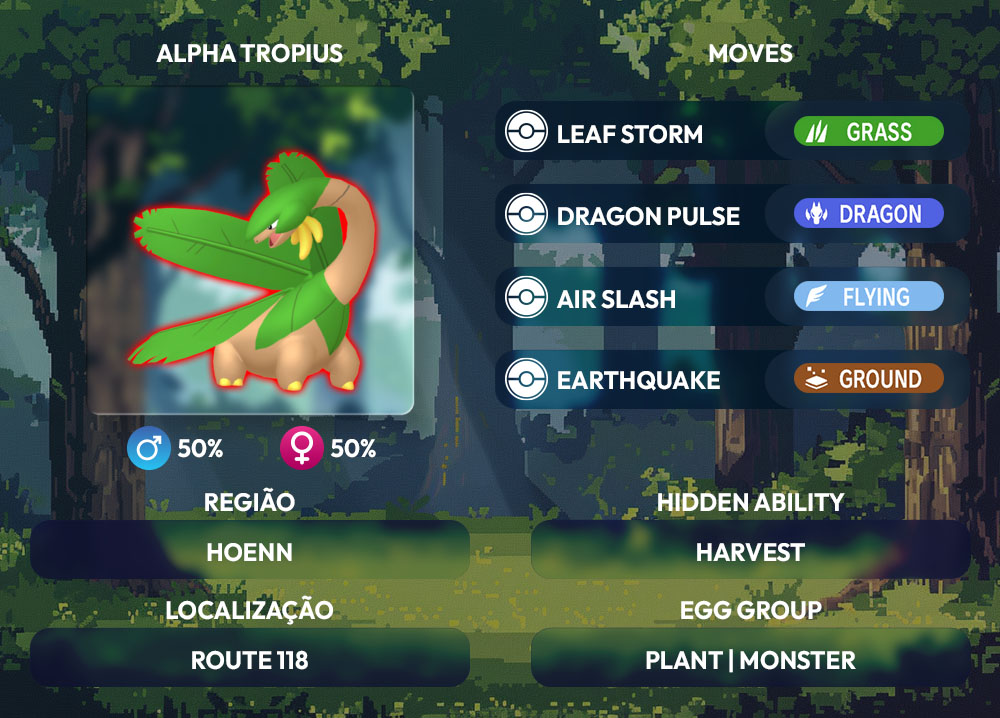 ALPHA TROPIUS
♂ 50% ♀ 50%
REGIÃO
HOENN
LOCALIZAÇÃO
ROUTE 118
MOVES
LEAF STORM GRASS
DRAGON PULSE DRAGON
AIR SLASH FLYING
EARTHQUAKE GROUND
HIDDEN ABILITY
HARVEST
EGG GROUP
PLANT | MONSTER